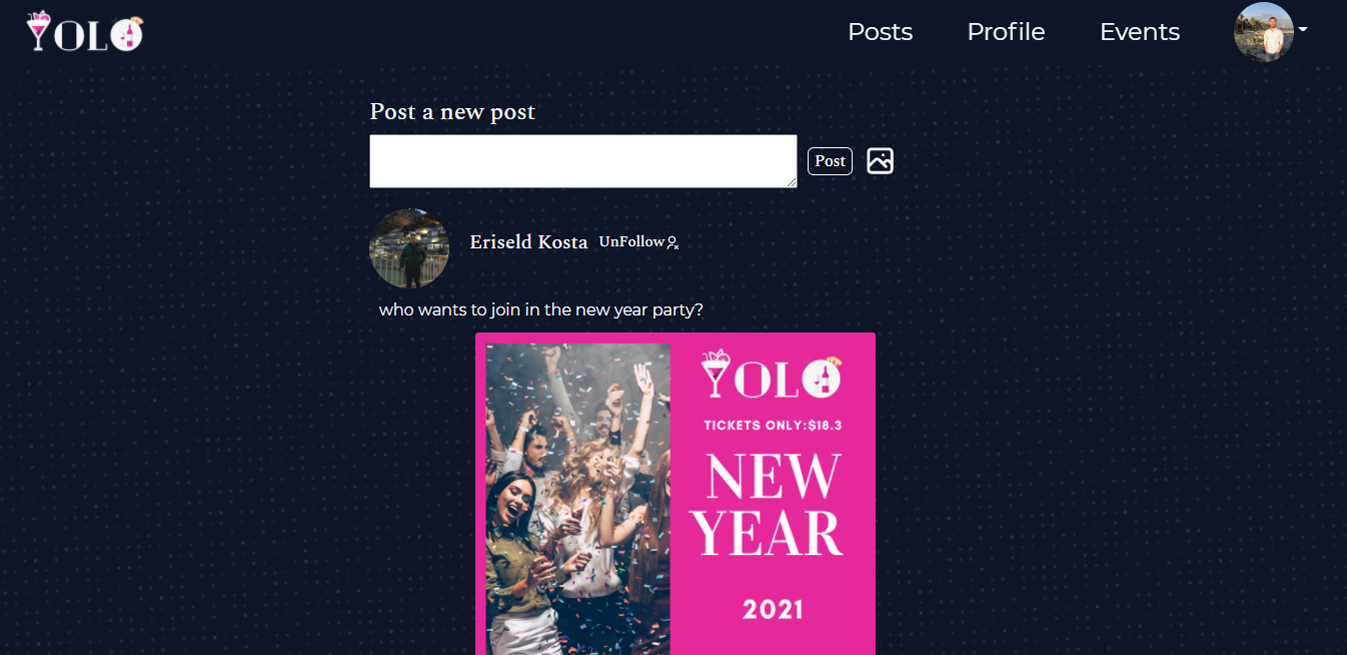 YOLO
Posts Profile Events
Post a new post
Post
Eriseld Kosta UnFollow
who wants to join in the new year party?
YOLO
TICKETS ONLY:$18.3
NEW
YEAR
2021